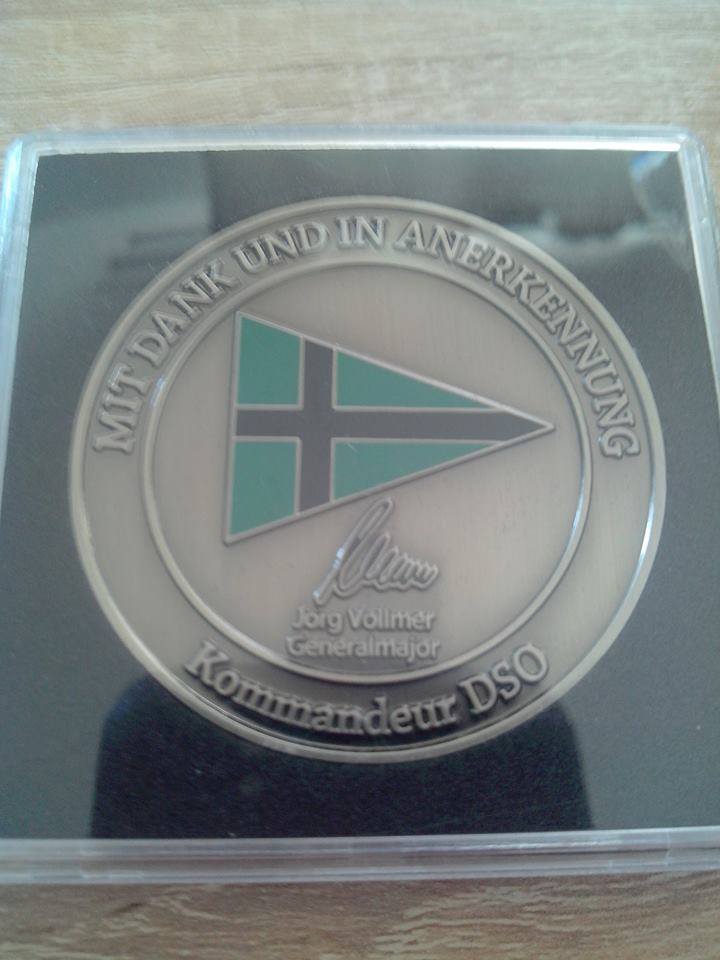 MIT DANK UND IN ANERKENNUNG
Jörg Vollmer
Generalmajor
Kommandeur DSO